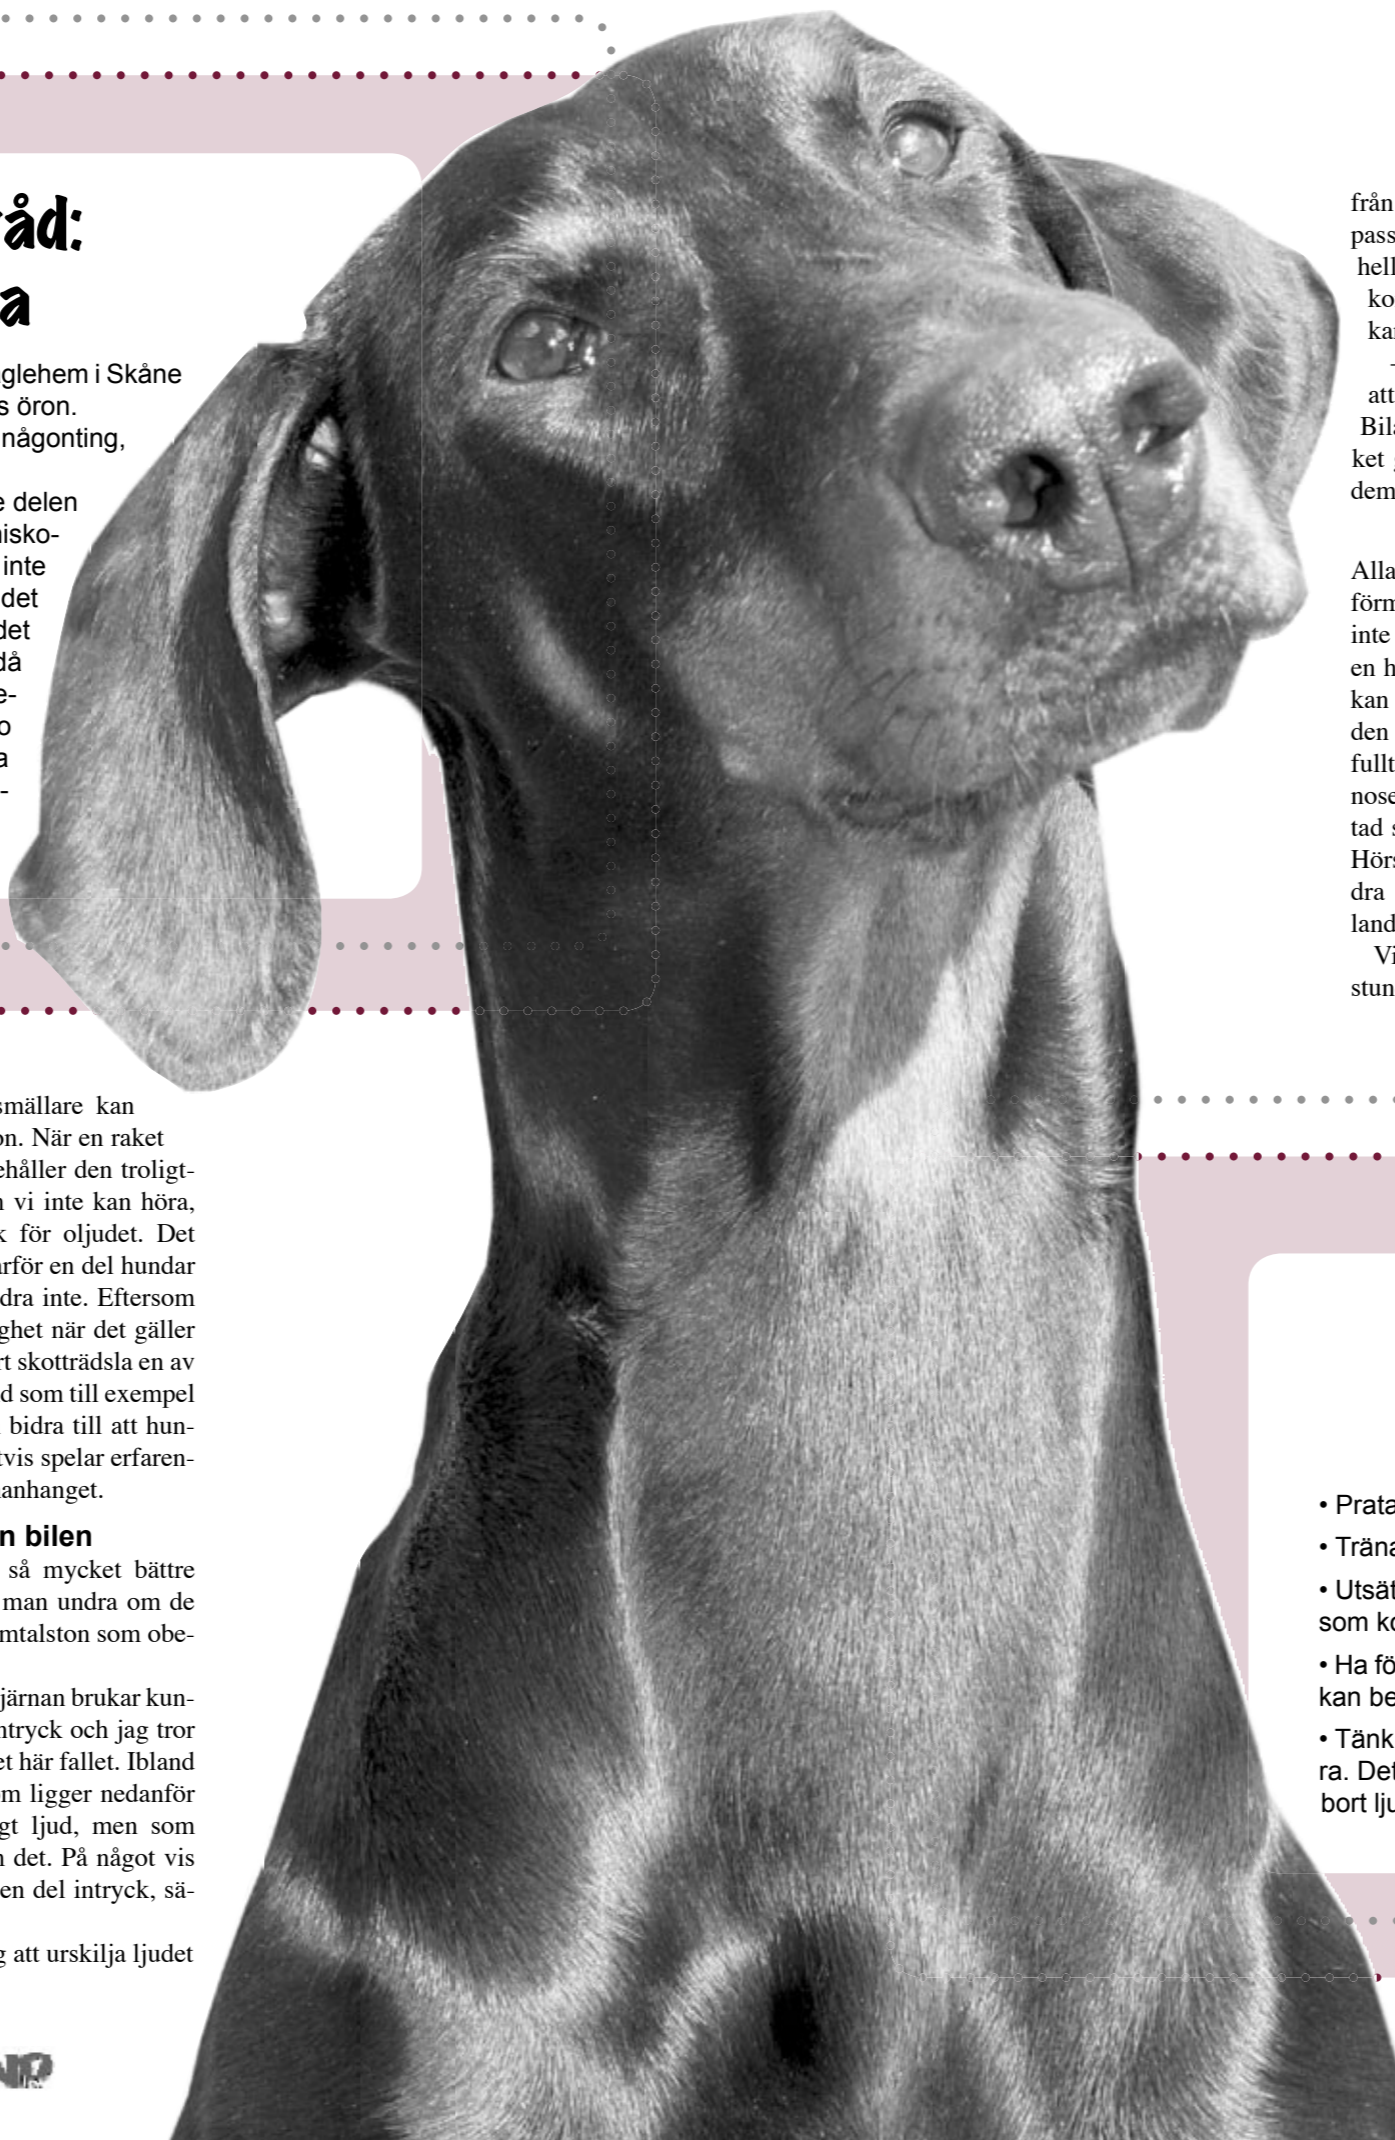 åd:
a
glehem i Skåne
s öron.
någonting,
e delen
nisko-
inte
det
det
då
e-
o
a
-
smällare kan
on. När en raket
ehåller den troligt-
n vi inte kan höra,
k för oljudet. Det
arför en del hundar
dra inte. Eftersom
ghet när det gäller
rt skotträdsla en av
d som till exempel
bidra till att hun-
tvis spelar erfaren-
nanhanget.
n bilen
så mycket bättre
man undra om de
mtalston som obe-
järnan brukar kun-
ntryck och jag tror
et här fallet. Ibland
om ligger nedanför
gt ljud, men som
n det. På något vis
en del intryck, sä-
g att urskilja ljudet
från
pass
hell
ko
kan
–
att
Bila
ket
dem
Alla
förm
inte
en h
kan
den
fullt
nose
tad s
Hörs
dra
land
Vi
stun
• Prata
• Träna
• Utsät
som ko
• Ha fö
kan be
• Tänk
ra. Det
bort lju